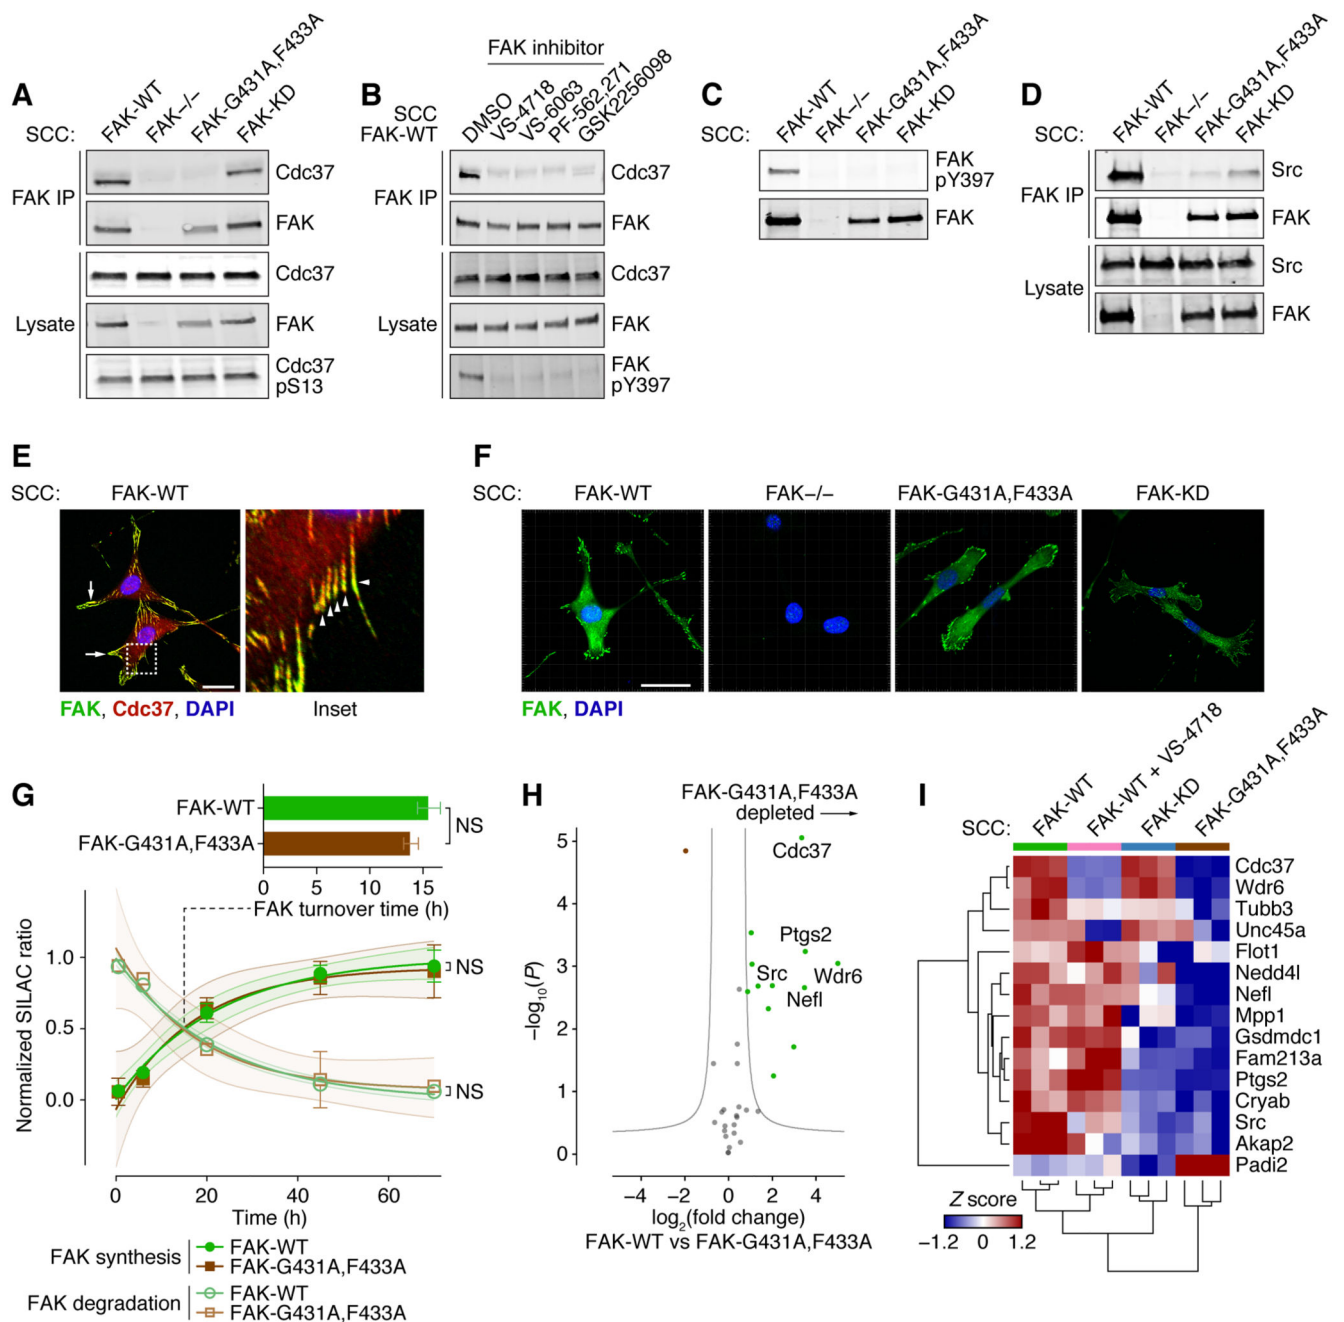 A
SCC:
FAK-WT
FAK−/−
FAK-G431A,F433A
FAK-KD
FAK IP
Cdc37
FAK
Lysate
Cdc37
FAK
Cdc37
pS13
B
FAK inhibitor
SCC
FAK-WT
DMSO
VS-4718
VS-6063
PF-562,271
GSK2256098
FAK IP
Cdc37
FAK
Lysate
Cdc37
FAK
FAK
pY397
C
SCC:
FAK-WT
FAK−/−
FAK-G431A,F433A
FAK-KD
FAK
pY397
FAK
D
SCC:
FAK-WT
FAK−/−
FAK-G431A,F433A
FAK-KD
FAK IP
Src
FAK
Lysate
Src
FAK
E
SCC:
FAK-WT
FAK, Cdc37, DAPI
Inset
F
SCC:
FAK-WT
FAK−/−
FAK-G431A,F433A
FAK-KD
FAK, DAPI
G
FAK-WT
FAK-G431A,F433A
NS
0 5 10 15
FAK turnover time (h)
Normalized SILAC ratio
1.0
0.5
0.0
NS
NS
0 20 40 60
Time (h)
FAK synthesis
FAK-WT
FAK-G431A,F433A
FAK degradation
FAK-WT
FAK-G431A,F433A
H
FAK-G431A,F433A
depleted
−log10(P)
5
4
3
2
1
0
Cdc37
Ptgs2
Src
Wdr6
Nefl
−4 −2 0 2 4
log2(fold change)
FAK-WT vs FAK-G431A,F433A
I
SCC:
FAK-WT
FAK-WT + VS-4718
FAK-KD
FAK-G431A,F433A
Cdc37
Wdr6
Tubb3
Unc45a
Flot1
Nedd4l
Nefl
Mpp1
Gsdmdc1
Fam213a
Ptgs2
Cryab
Src
Akap2
Padi2
Z score
−1.2 0 1.2